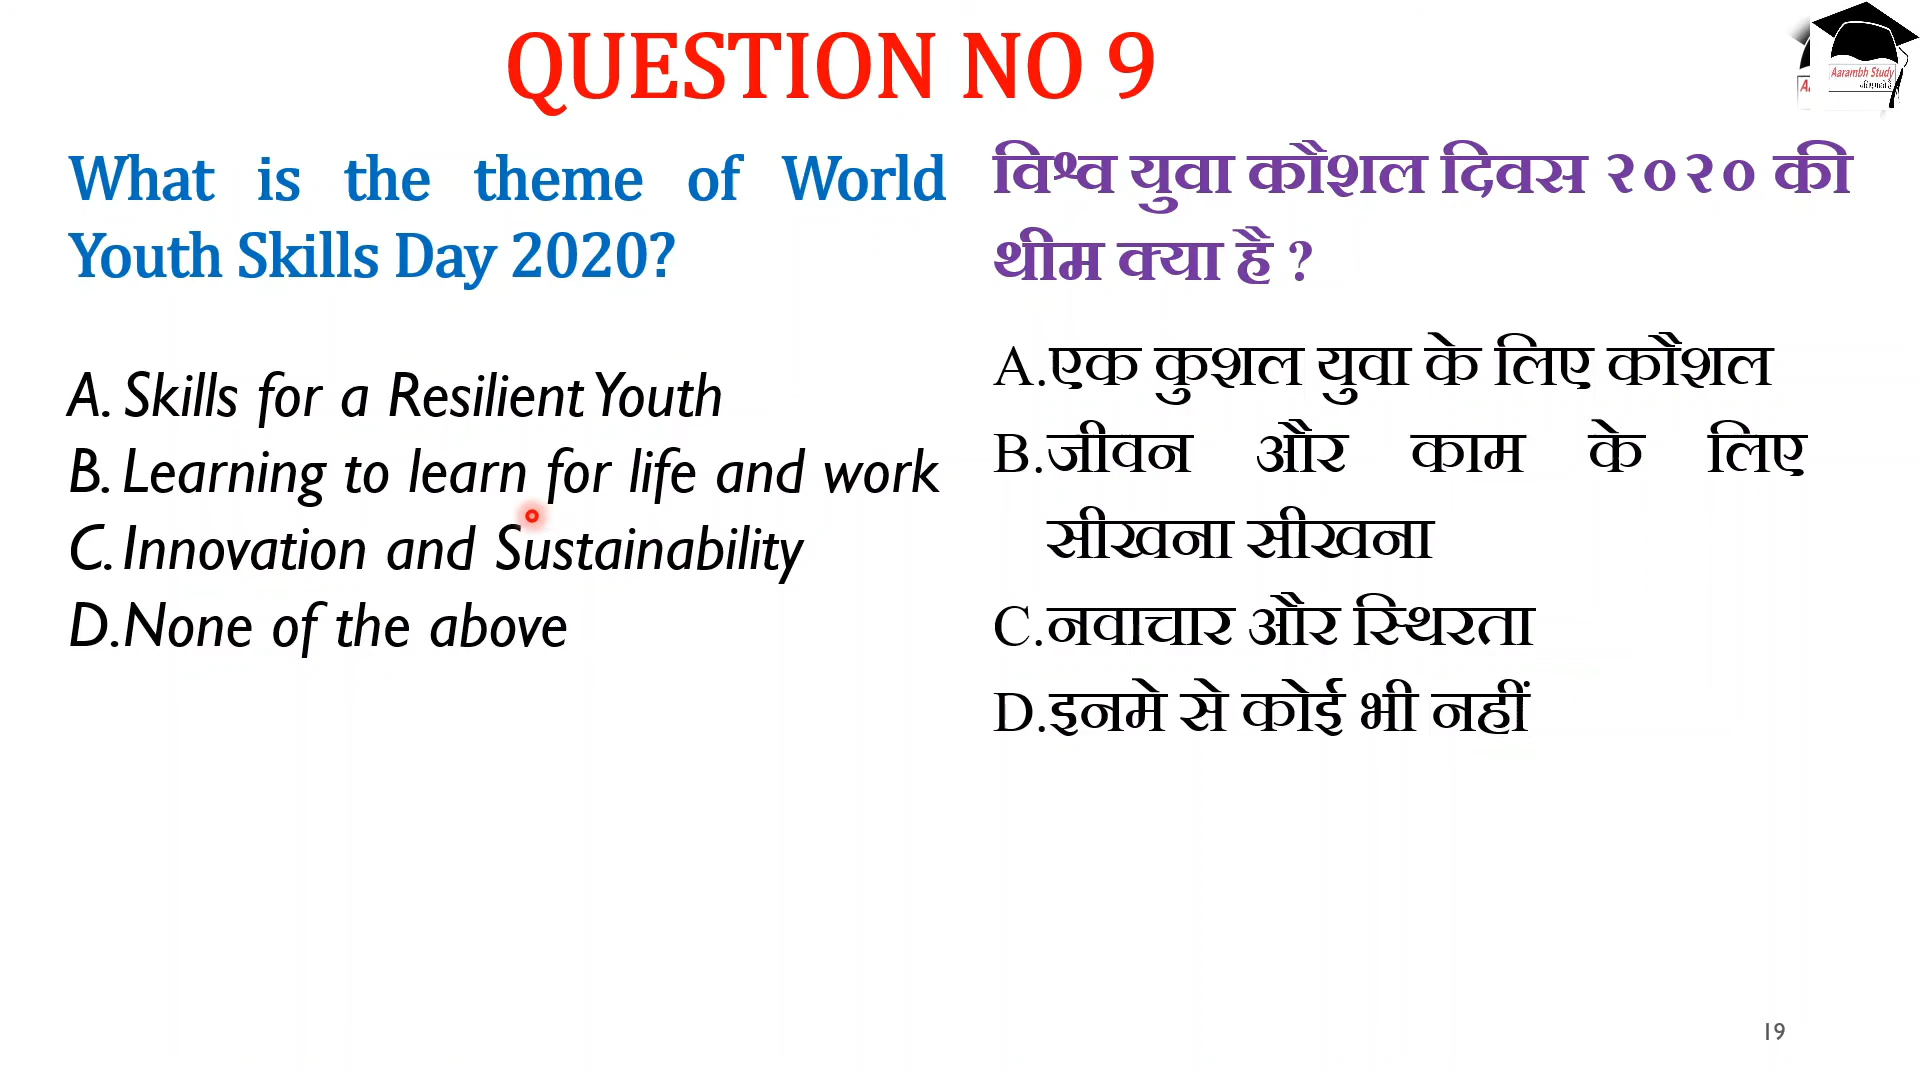 QUESTION NO 9
Aarambh Study
What is the theme of World
Youth Skills Day 2020?
A. Skills for a Resilient Youth
B. Learning to learn for life and work
C. Innovation and Sustainability
D.None of the above
विश्व युवा कौशल दिवस २०२० की
थीम क्या है ?
A.एक कुशल युवा के लिए कौशल
B.जीवन और काम के लिए
सीखना सीखना
C.नवाचार और स्थिरता
D.इनमे से कोई भी नहीं
19